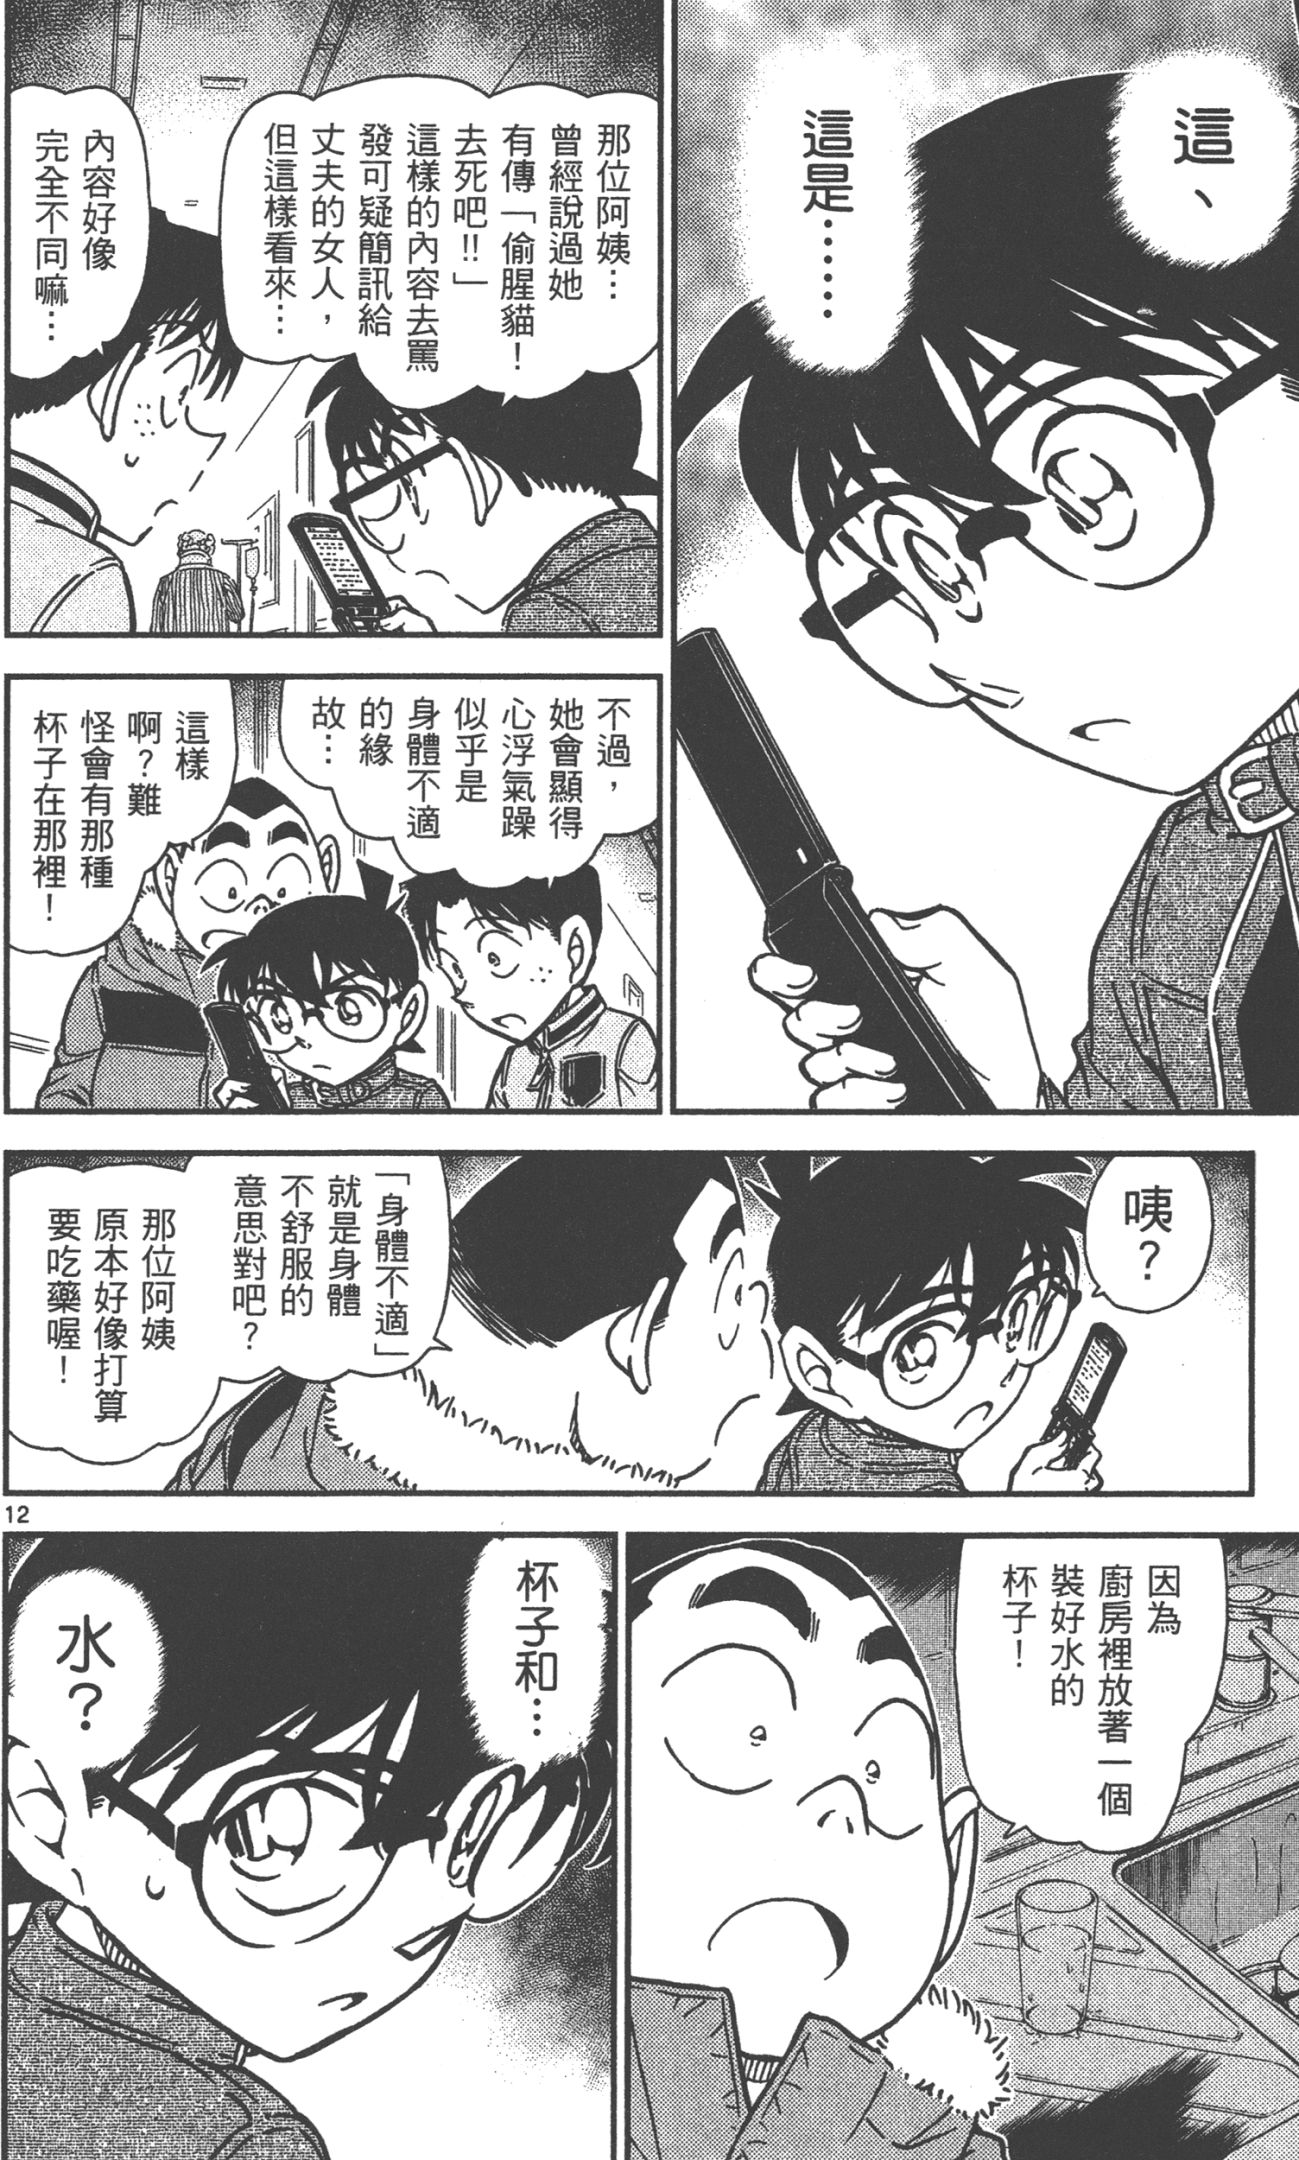 這、
這是……
那位阿姨…
曾經說過她
有傳「偷腥貓！
去死吧!!」
這樣的內容去罵
發可疑簡訊給
丈夫的女人，
但這樣看來…
內容好像
完全不同嘛…
不過，
她會顯得
心浮氣躁
似乎是
身體不適
的緣
故…
這樣
啊？難
怪會有那種
杯子在那裡！
咦？
「身體不適」
就是身體
不舒服的
意思對吧？
那位阿姨
原本好像打算
要吃藥喔！
12
因為
廚房裡放著一個
裝好水的
杯子！
杯子和…
水？